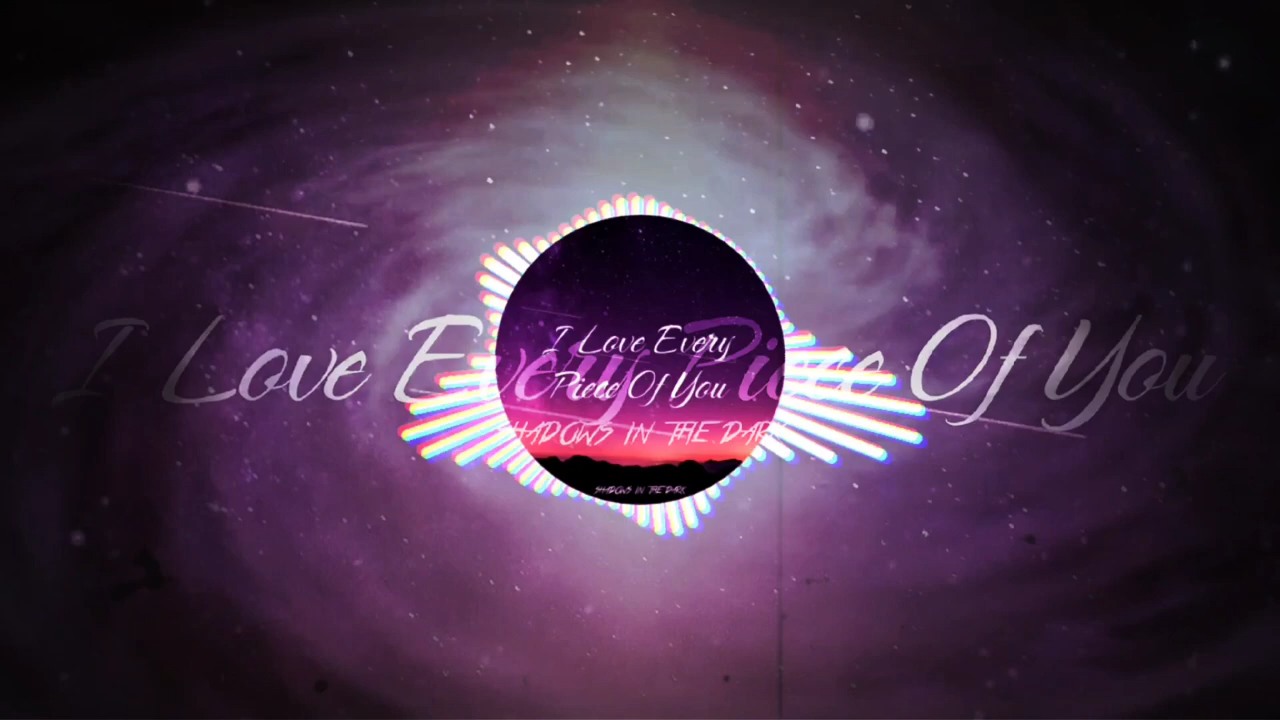 I Love Every Piece Of You
I Love Every
Piece Of You
SHADOWS IN THE DARK
SHADOWS IN THE DARK